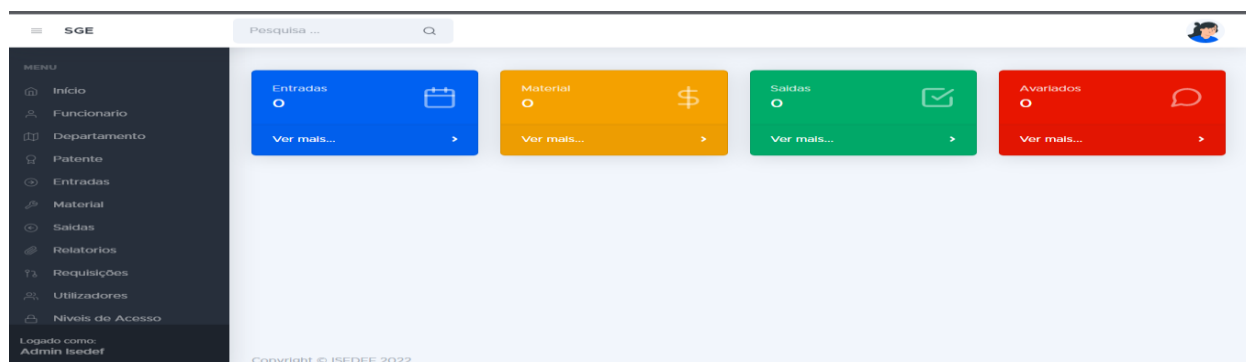 SGE
Pesquisa ...
MENU
Início
Funcionario
Departamento
Patente
Entradas
Material
Saidas
Relatorios
Requisições
Utilizadores
Niveis de Acesso
Logado como:
Admin Isedef
Entradas
0
Ver mais...
Material
0
Ver mais...
Saidas
0
Ver mais...
Avariados
0
Ver mais...
Copyright © ISEDEF 2022